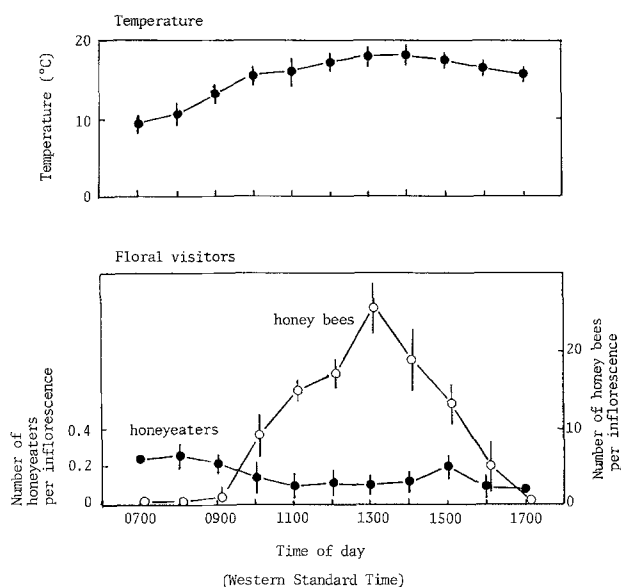 Temperature
Temperature (°C)
20
10
0
Floral visitors
Number of
honeyeaters
per inflorescence
0.4
0.2
0
honey bees
honeyeaters
20
10
0
Number of honey bees
per inflorescence
0700 0900 1100 1300 1500 1700
Time of day
(Western Standard Time)